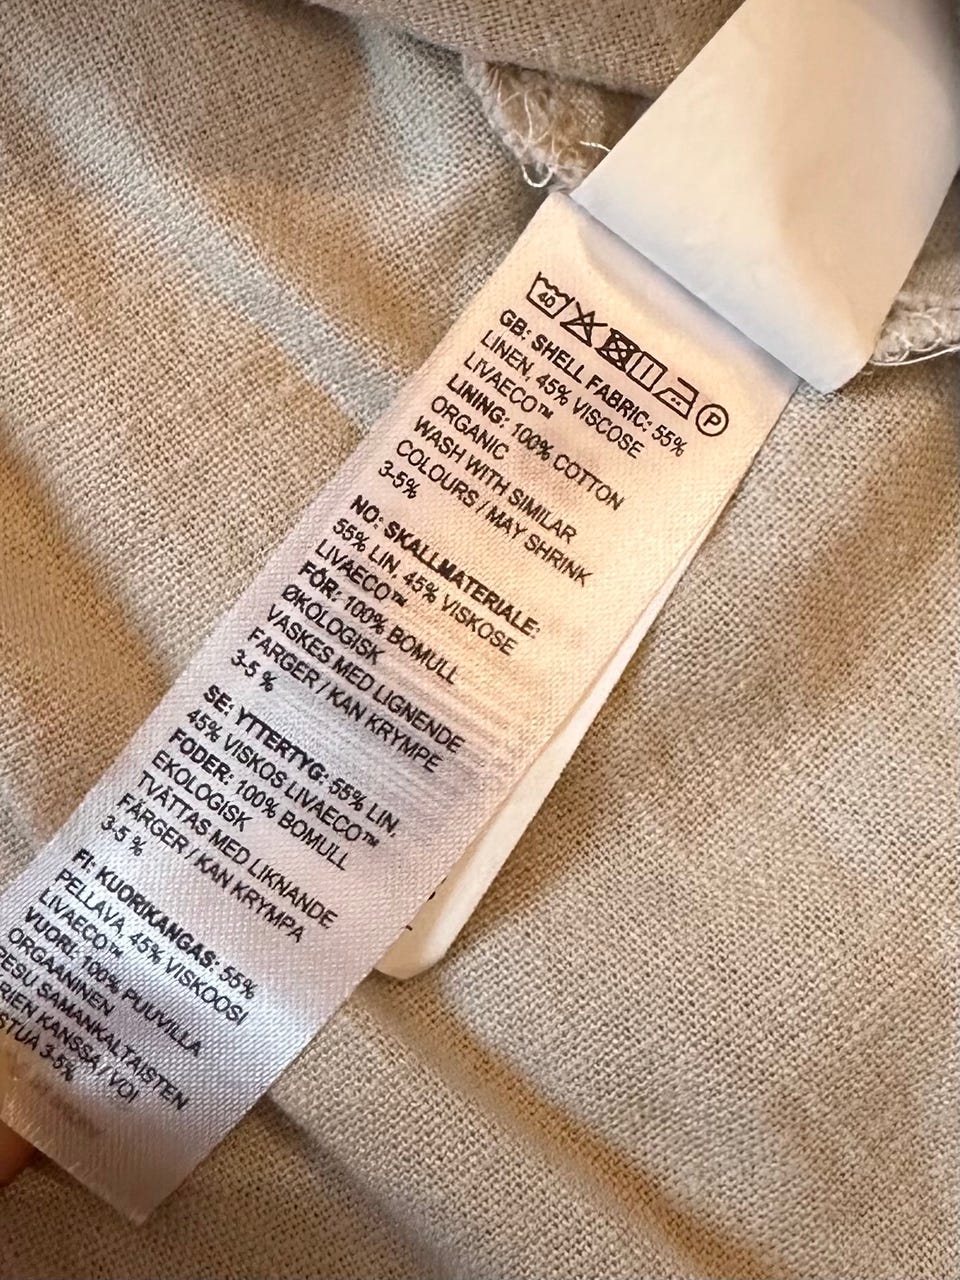 40 P
GB: SHELL FABRIC: 55%
LINEN, 45% VISCOSE
LIVAECO™
LINING: 100% COTTON
ORGANIC
WASH WITH SIMILAR
COLOURS / MAY SHRINK
3-5%
NO: SKALLMATERIALE:
55% LIN, 45% VISKOSE
LIVAECO™
FÔR: 100% BOMULL
ØKOLOGISK
VASKES MED LIGNENDE
FARGER / KAN KRYMPE
3-5 %
SE: YTTERTYG: 55% LIN.
45% VISKOS LIVAECO™
FODER: 100% BOMULL
EKOLOGISK
TVÄTTAS MED LIKNANDE
FÄRGER / KAN KRYMPA
3-5 %
FI: KUORIKANGAS: 55%
PELLAVA, 45% VISKOOSI
LIVAECO™
VUORI: 100% PUUVILLA
ORGAANINEN
PESU SAMANKALTAISTEN
KANSSA / VOI
3-5%